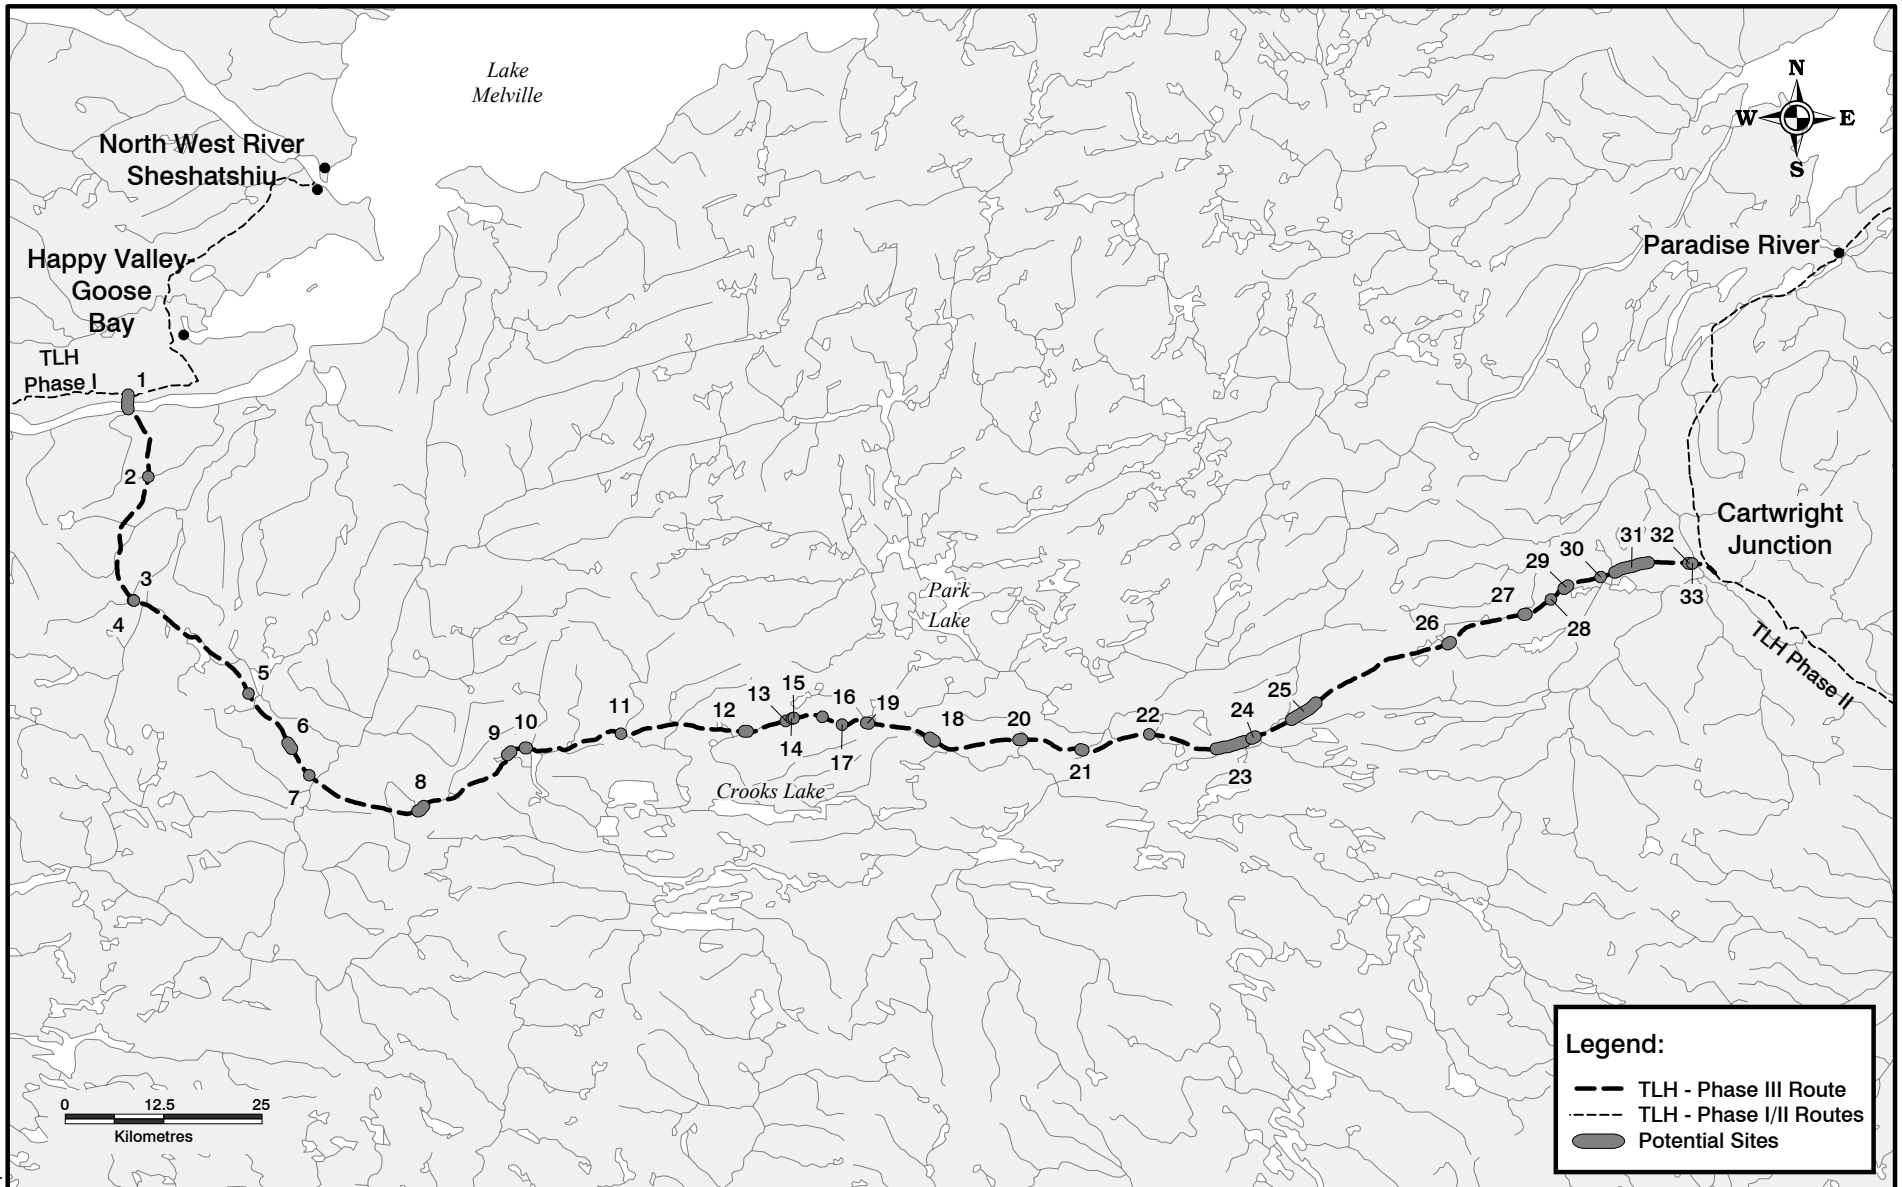 Lake
Melville
N
W E
S
North West River
Sheshatshiu
Happy Valley-
Goose
Bay
Paradise River
TLH
Phase I
1
2
3
4
5
6
7
8
9
10
11
12
13
14
15
16
17
19
18
20
21
22
23
24
25
26
27
28
29
30
31
32
33
Cartwright
Junction
TLH Phase II
Park
Lake
Crooks Lake
0 12.5 25
Kilometres
Legend:
TLH - Phase III Route
TLH - Phase I/II Routes
Potential Sites